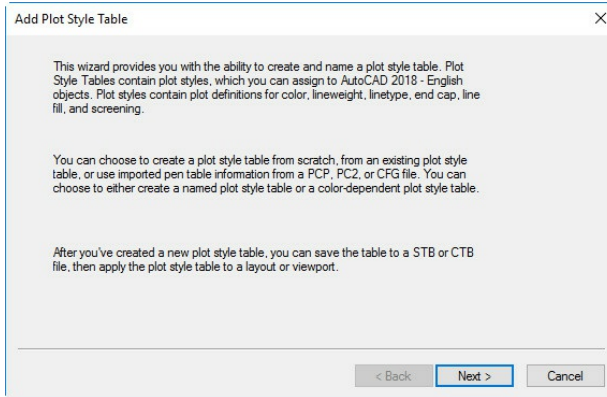 Add Plot Style Table
This wizard provides you with the ability to create and name a plot style table. Plot
Style Tables contain plot styles, which you can assign to AutoCAD 2018 - English
objects. Plot styles contain plot definitions for color, lineweight, linetype, end cap, line
fill, and screening.
You can choose to create a plot style table from scratch, from an existing plot style
table, or use imported pen table information from a PCP, PC2, or CFG file. You can
choose to either create a named plot style table or a color-dependent plot style table.
After you've created a new plot style table, you can save the table to a STB or CTB
file, then apply the plot style table to a layout or viewport.
< Back Next > Cancel